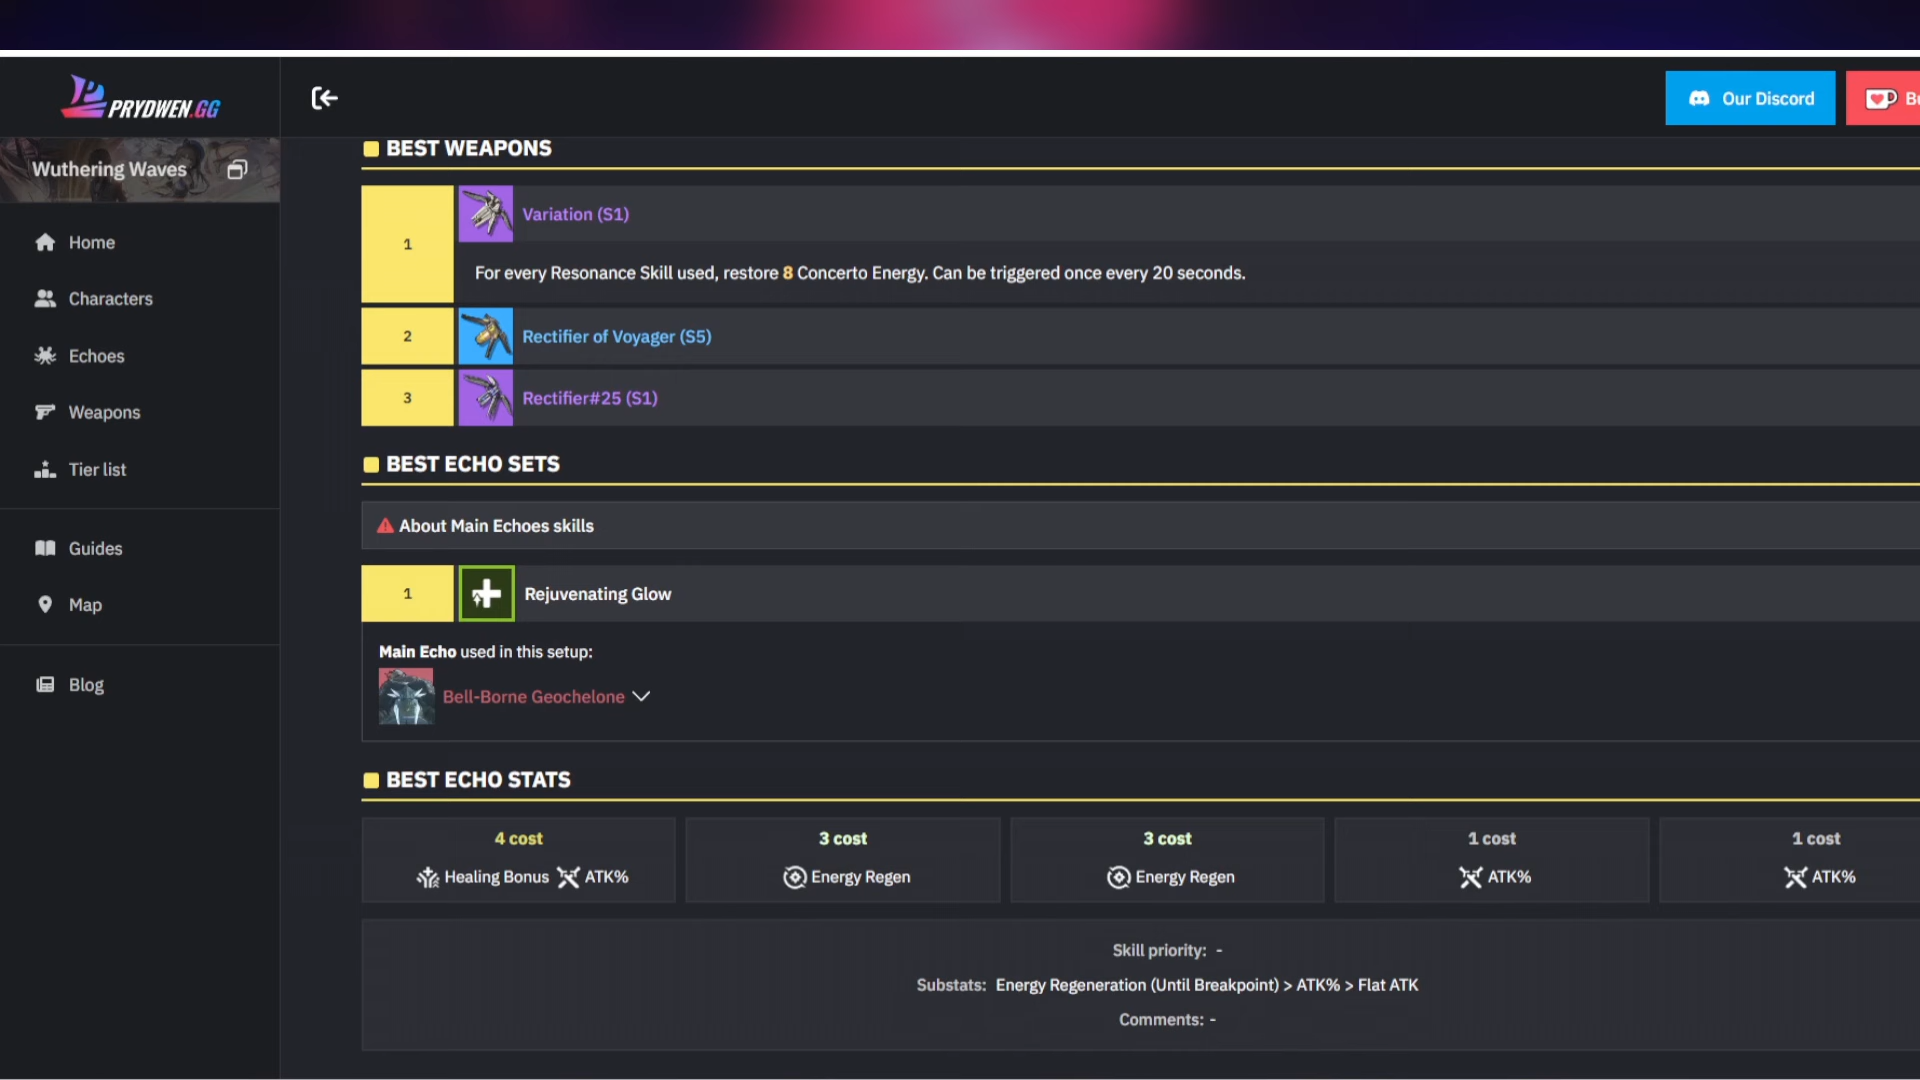 PRYDWEN.GG
Our Discord
Wuthering Waves
Home
Characters
Echoes
Weapons
Tier list
Guides
Map
Blog
BEST WEAPONS
1
Variation (S1)
For every Resonance Skill used, restore 8 Concerto Energy. Can be triggered once every 20 seconds.
2
Rectifier of Voyager (S5)
3
Rectifier#25 (S1)
BEST ECHO SETS
About Main Echoes skills
1
Rejuvenating Glow
Main Echo used in this setup:
Bell-Borne Geochelone
BEST ECHO STATS
4 cost
Healing Bonus ATK%
3 cost
Energy Regen
3 cost
Energy Regen
1 cost
ATK%
1 cost
ATK%
Skill priority: -
Substats: Energy Regeneration (Until Breakpoint) > ATK% > Flat ATK
Comments: -